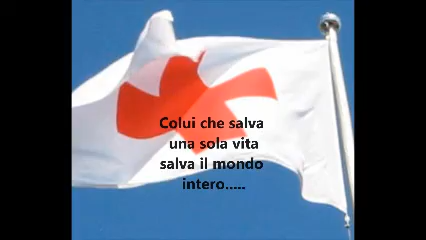 Colui che salva
una sola vita
salva il mondo
intero.....